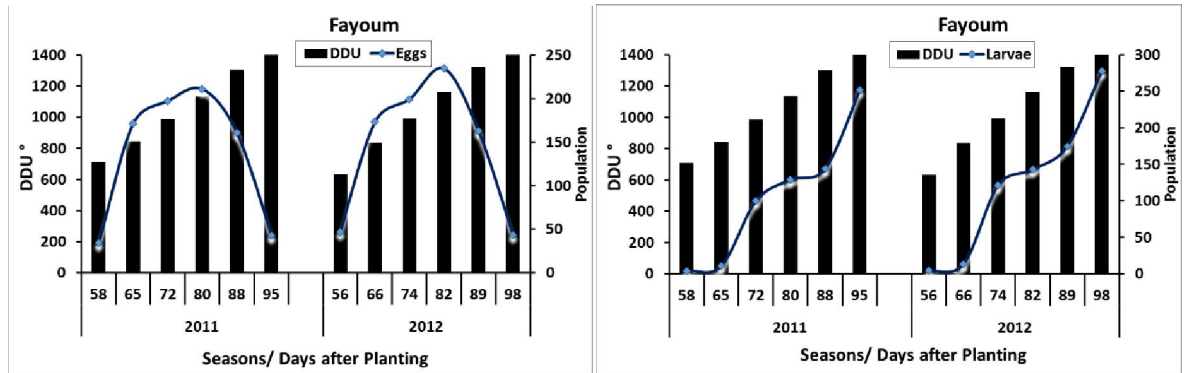 Fayoum
DDU Eggs
1400 250
1200 200
1000
800 150
600 100
400 50
200
0 0
DDU °
Population
58 65 72 80 88 95 56 66 74 82 89 98
2011 2012
Seasons/ Days after Planting
Fayoum
DDU Larvae
1400 300
1200 250
1000 200
800 150
600
400 100
200 50
0 0
DDU °
Population
58 65 72 80 88 95 56 66 74 82 89 98
2011 2012
Seasons/ Days after Planting